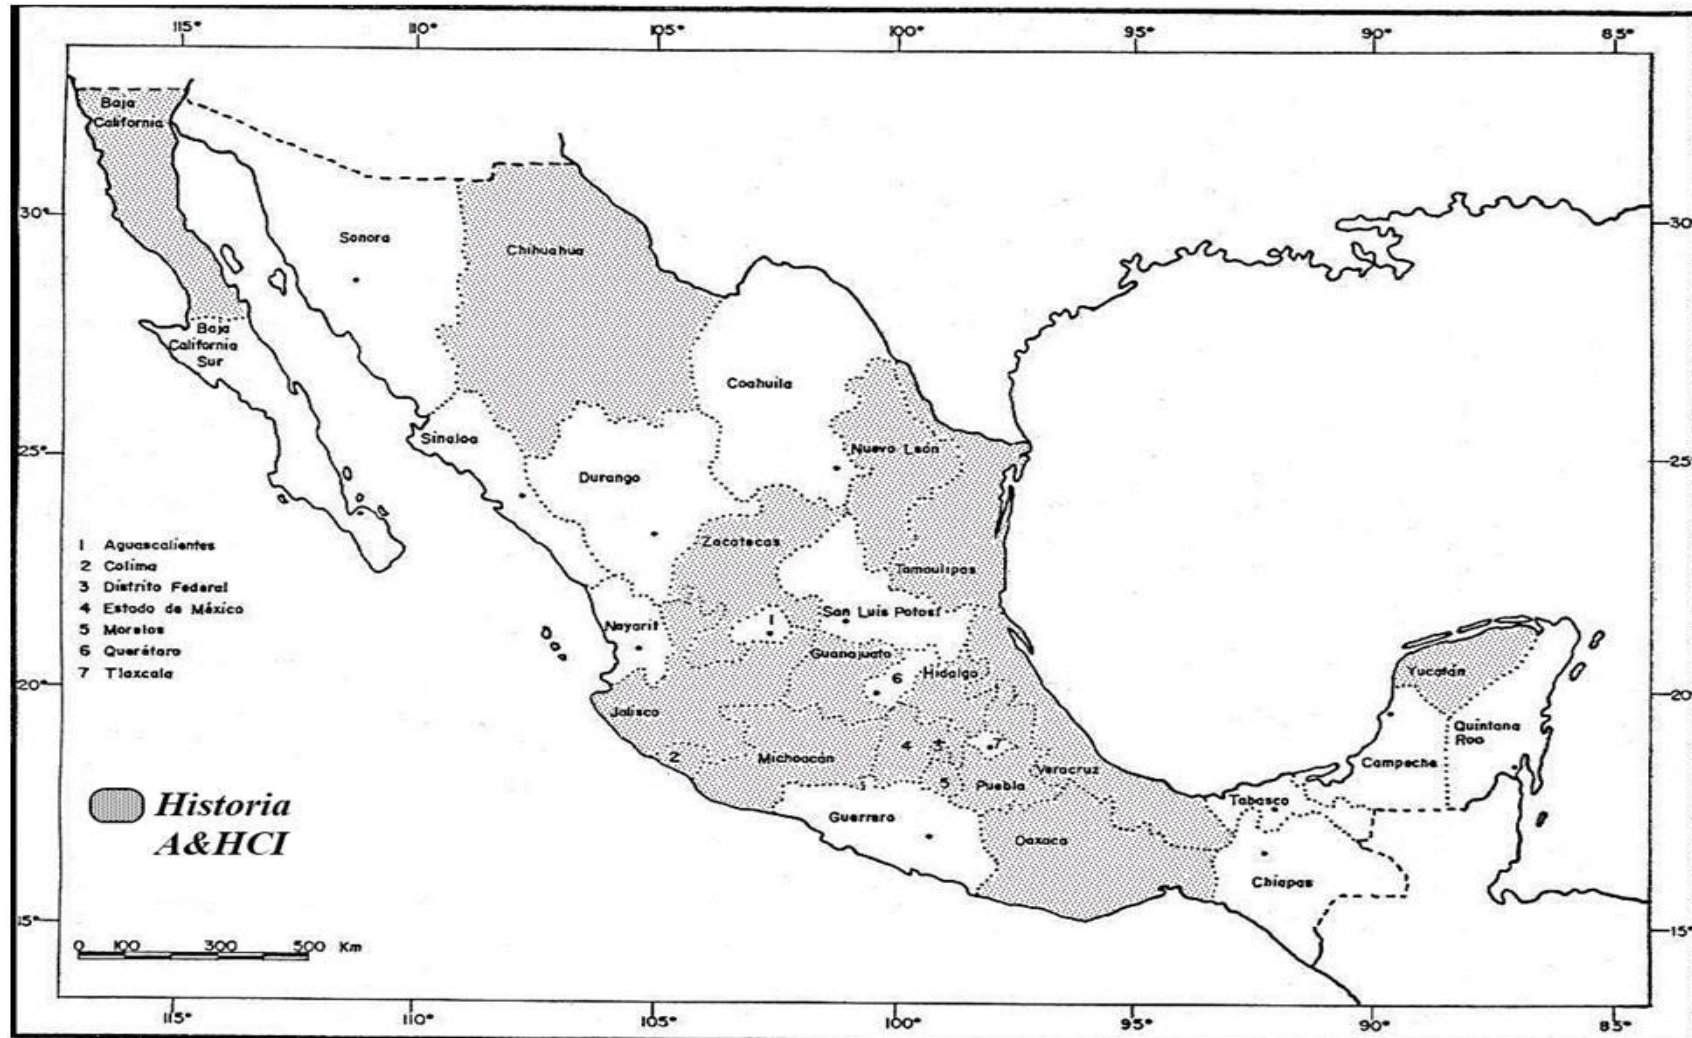 115°
110°
105°
100°
95°
90°
85°
Baja
California
30°
30°
Sonora
Chihuahua
Baja
California
Sur
Coahuila
Sinaloa
Nuevo León
25°
25°
Durango
Zacatecas
Tamaulipas
1 Aguascalientes
2 Colima
3 Distrito Federal
4 Estado de México
5 Morelos
6 Querétaro
7 Tlaxcala
Nayarit
1
San Luis Potosí
Guanajuato
Hidalgo
6
Yucatán
20°
20°
Jalisco
Quintana
Roo
2
Michoacán
4
3
7
Veracruz
Campeche
5
Puebla
Tabasco
Historia
A&HCI
Guerrero
Oaxaca
Chiapas
15°
15°
0 100 300 500 Km
115°
110°
105°
100°
95°
90°
85°